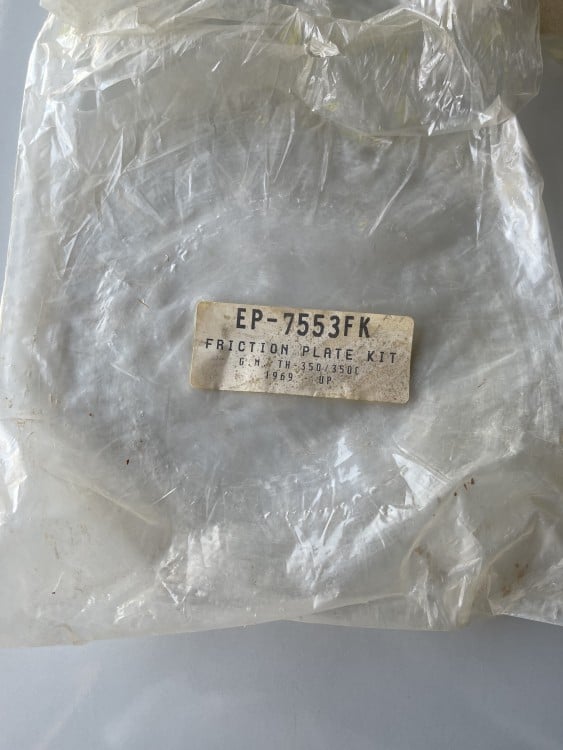 EP-7553FK
FRICTION PLATE KIT
G.M. TH-350/350C
1969 - UP